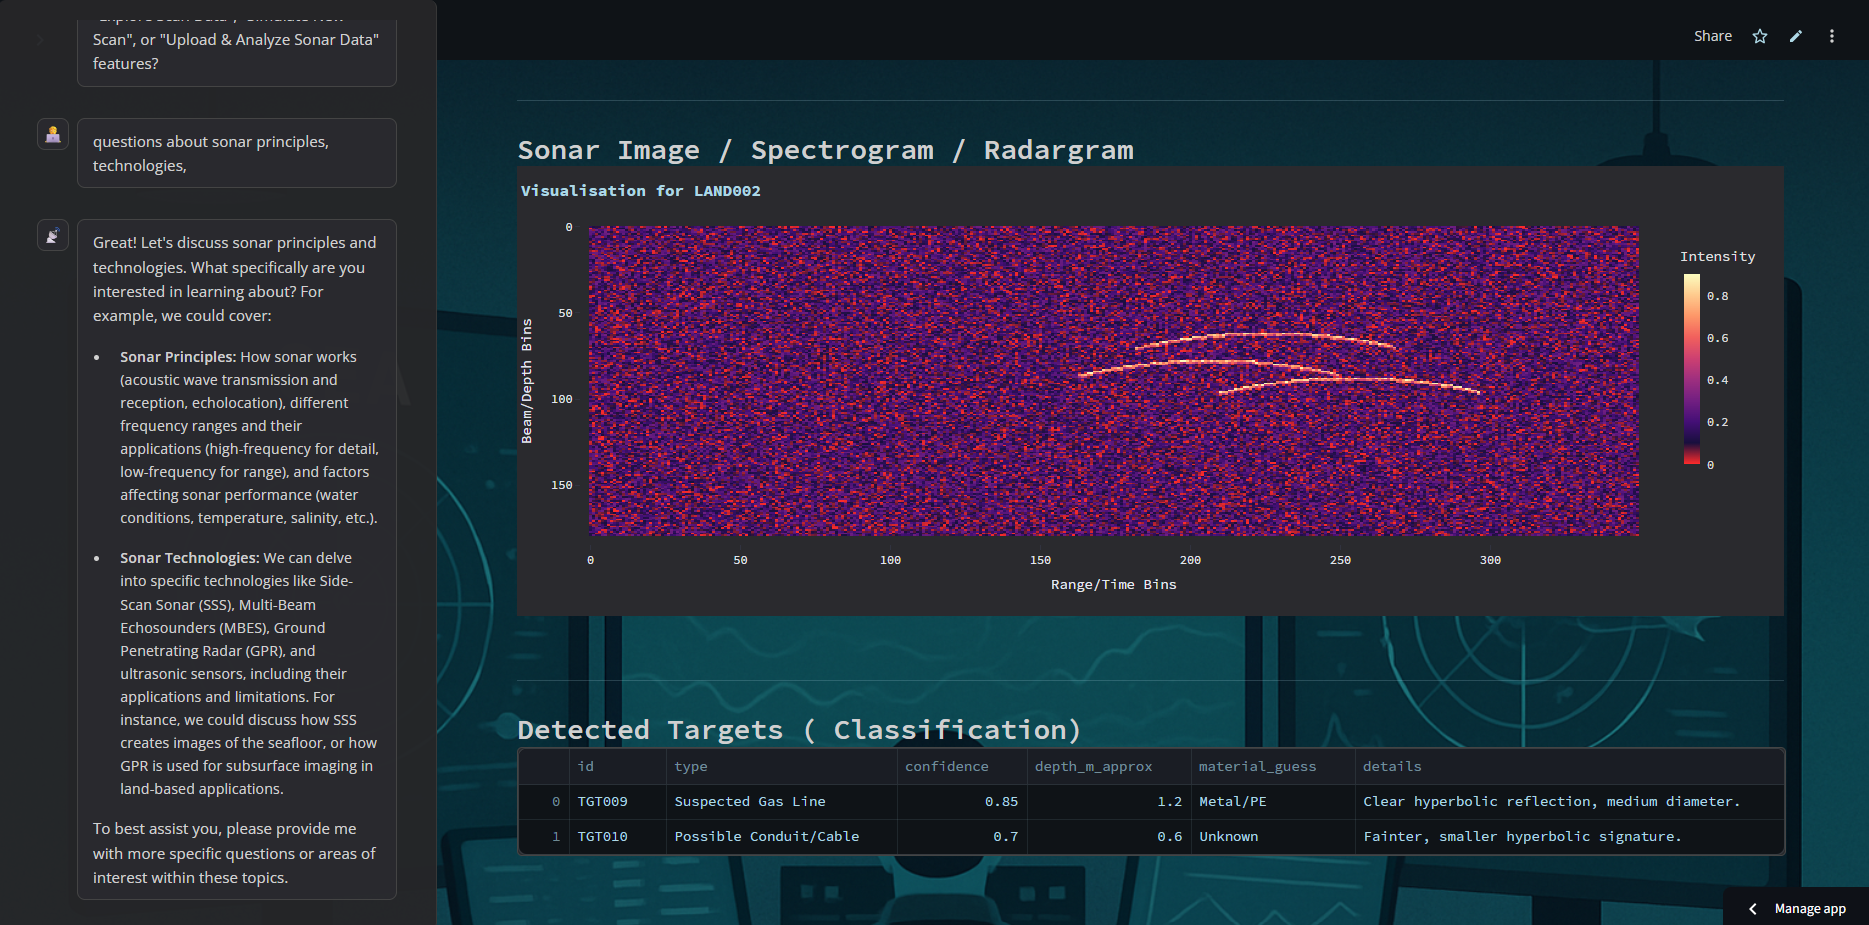 Scan", or "Upload & Analyze Sonar Data"
features?
questions about sonar principles,
technologies,
Great! Let's discuss sonar principles and
technologies. What specifically are you
interested in learning about? For
example, we could cover:
• Sonar Principles: How sonar works
(acoustic wave transmission and
reception, echolocation), different
frequency ranges and their
applications (high-frequency for detail,
low-frequency for range), and factors
affecting sonar performance (water
conditions, temperature, salinity, etc.).
• Sonar Technologies: We can delve
into specific technologies like Side-
Scan Sonar (SSS), Multi-Beam
Echosounders (MBES), Ground
Penetrating Radar (GPR), and
ultrasonic sensors, including their
applications and limitations. For
instance, we could discuss how SSS
creates images of the seafloor, or how
GPR is used for subsurface imaging in
land-based applications.
To best assist you, please provide me
with more specific questions or areas of
interest within these topics.
Share
Sonar Image / Spectrogram / Radargram
Visualisation for LAND002
Beam/Depth Bins
0
50
100
150
0 50 100 150 200 250 300
Range/Time Bins
Intensity
0.8
0.6
0.4
0.2
0
Detected Targets ( Classification)
id type confidence depth_m_approx material_guess details
0 TGT009 Suspected Gas Line 0.85 1.2 Metal/PE Clear hyperbolic reflection, medium diameter.
1 TGT010 Possible Conduit/Cable 0.7 0.6 Unknown Fainter, smaller hyperbolic signature.
Manage app